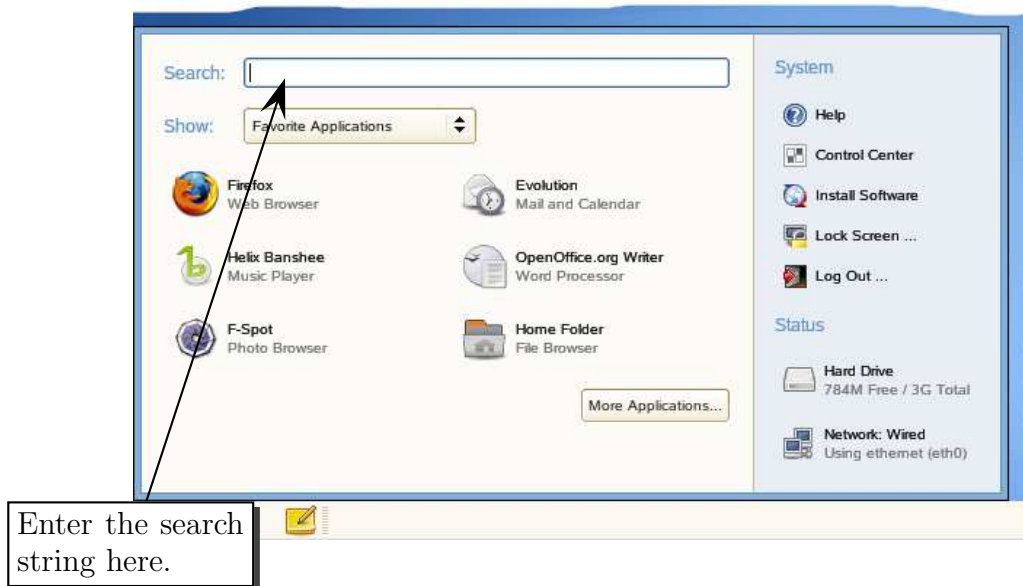 Search:
Show:
Favorite Applications
Firefox
Web Browser
Evolution
Mail and Calendar
Helix Banshee
Music Player
OpenOffice.org Writer
Word Processor
F-Spot
Photo Browser
Home Folder
File Browser
More Applications...
System
Help
Control Center
Install Software
Lock Screen ...
Log Out ...
Status
Hard Drive
784M Free / 3G Total
Network: Wired
Using ethernet (eth0)
Enter the search
string here.